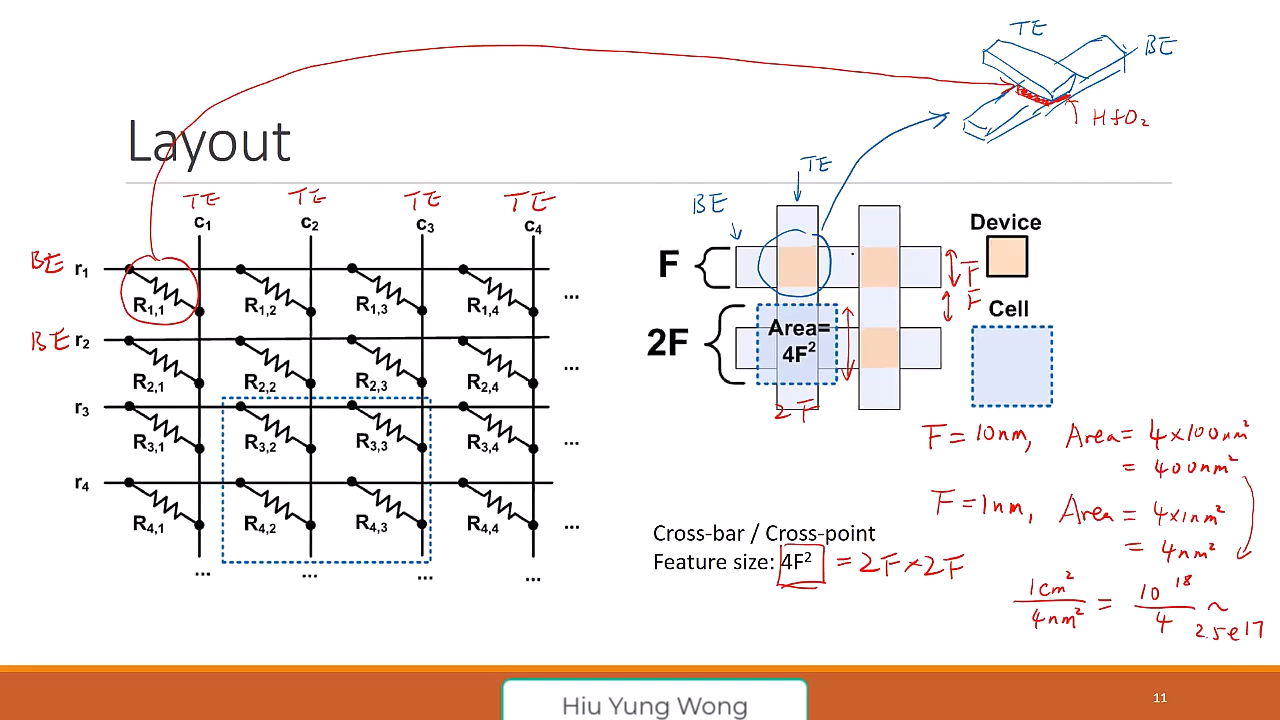 TE
BE
HfO₂
Layout
TE TE TE TE
c1 c2 c3 c4
BE r1
R1,1 R1,2 R1,3 R1,4 ...
BE r2
R2,1 R2,2 R2,3 R2,4 ...
r3
R3,1 R3,2 R3,3 R3,4 ...
r4
R4,1 R4,2 R4,3 R4,4 ...
... ... ... ...
TE
BE
F
F
F
2F
Area=
4F²
2F
Device
Cell
F = 10nm, Area = 4×100nm²
= 400nm²
F = 1nm, Area = 4×1nm²
= 4nm²
1cm²/4nm² = 10¹⁸/4 ~
2.5e17
Cross-bar / Cross-point
Feature size: 4F² = 2F×2F
11
Hiu Yung Wong